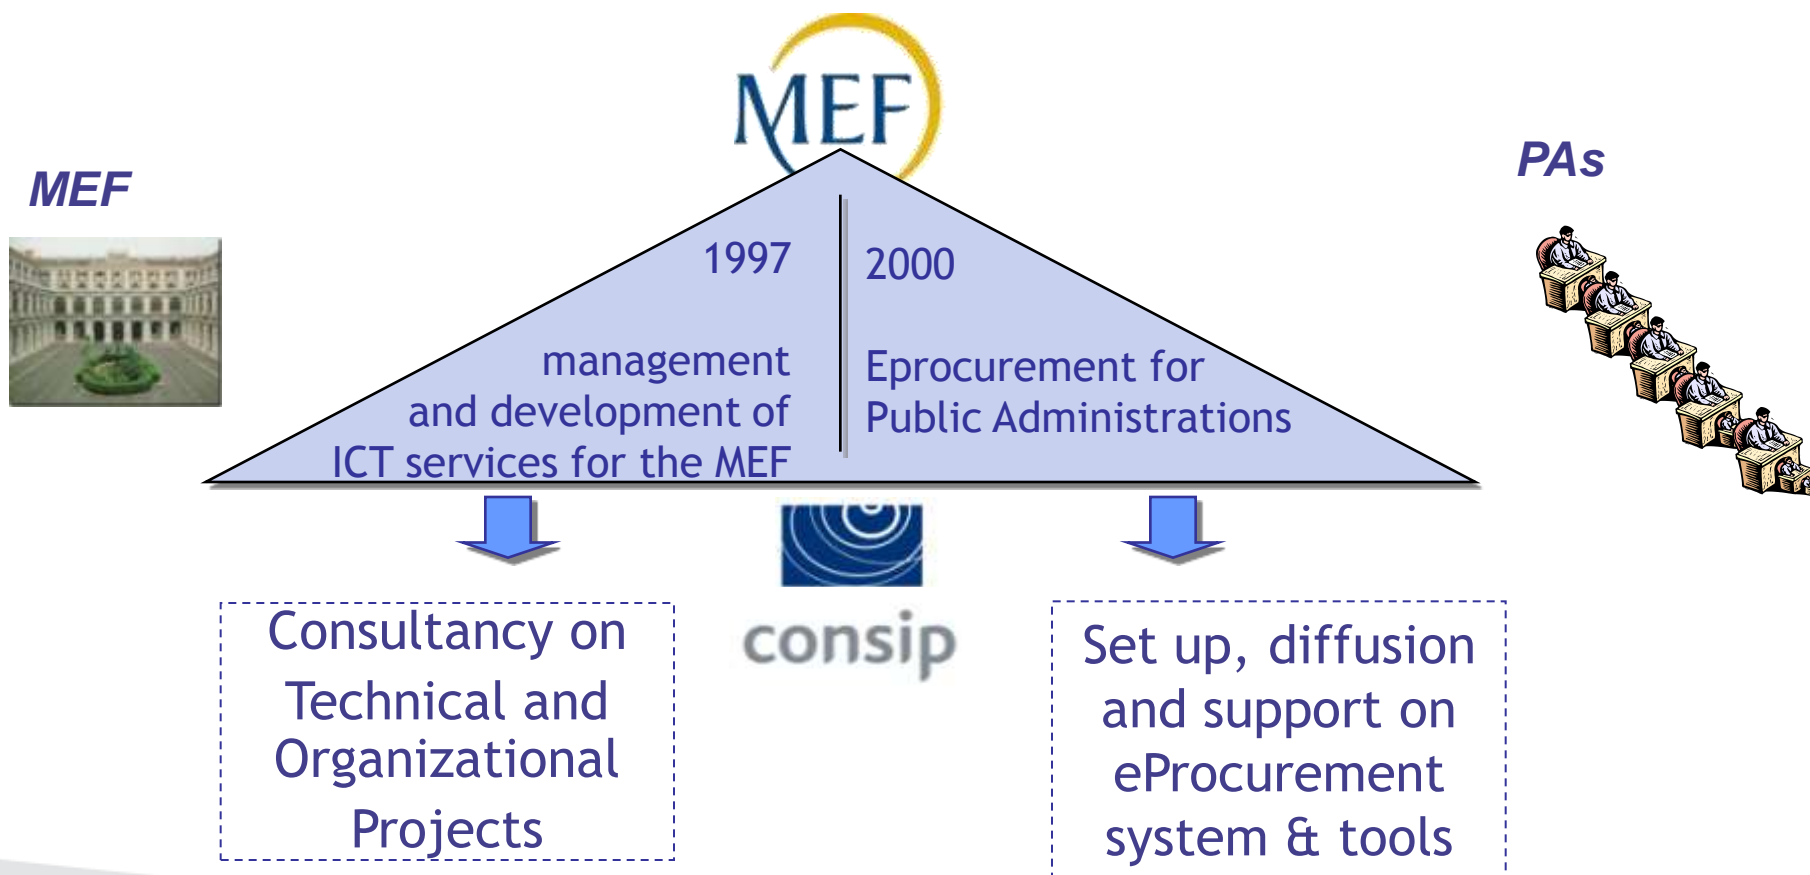 MEF
MEF
PAs
1997
management
and development of
ICT services for the MEF
2000
Eprocurement for
Public Administrations
consip
Consultancy on
Technical and
Organizational
Projects
Set up, diffusion
and support on
eProcurement
system & tools